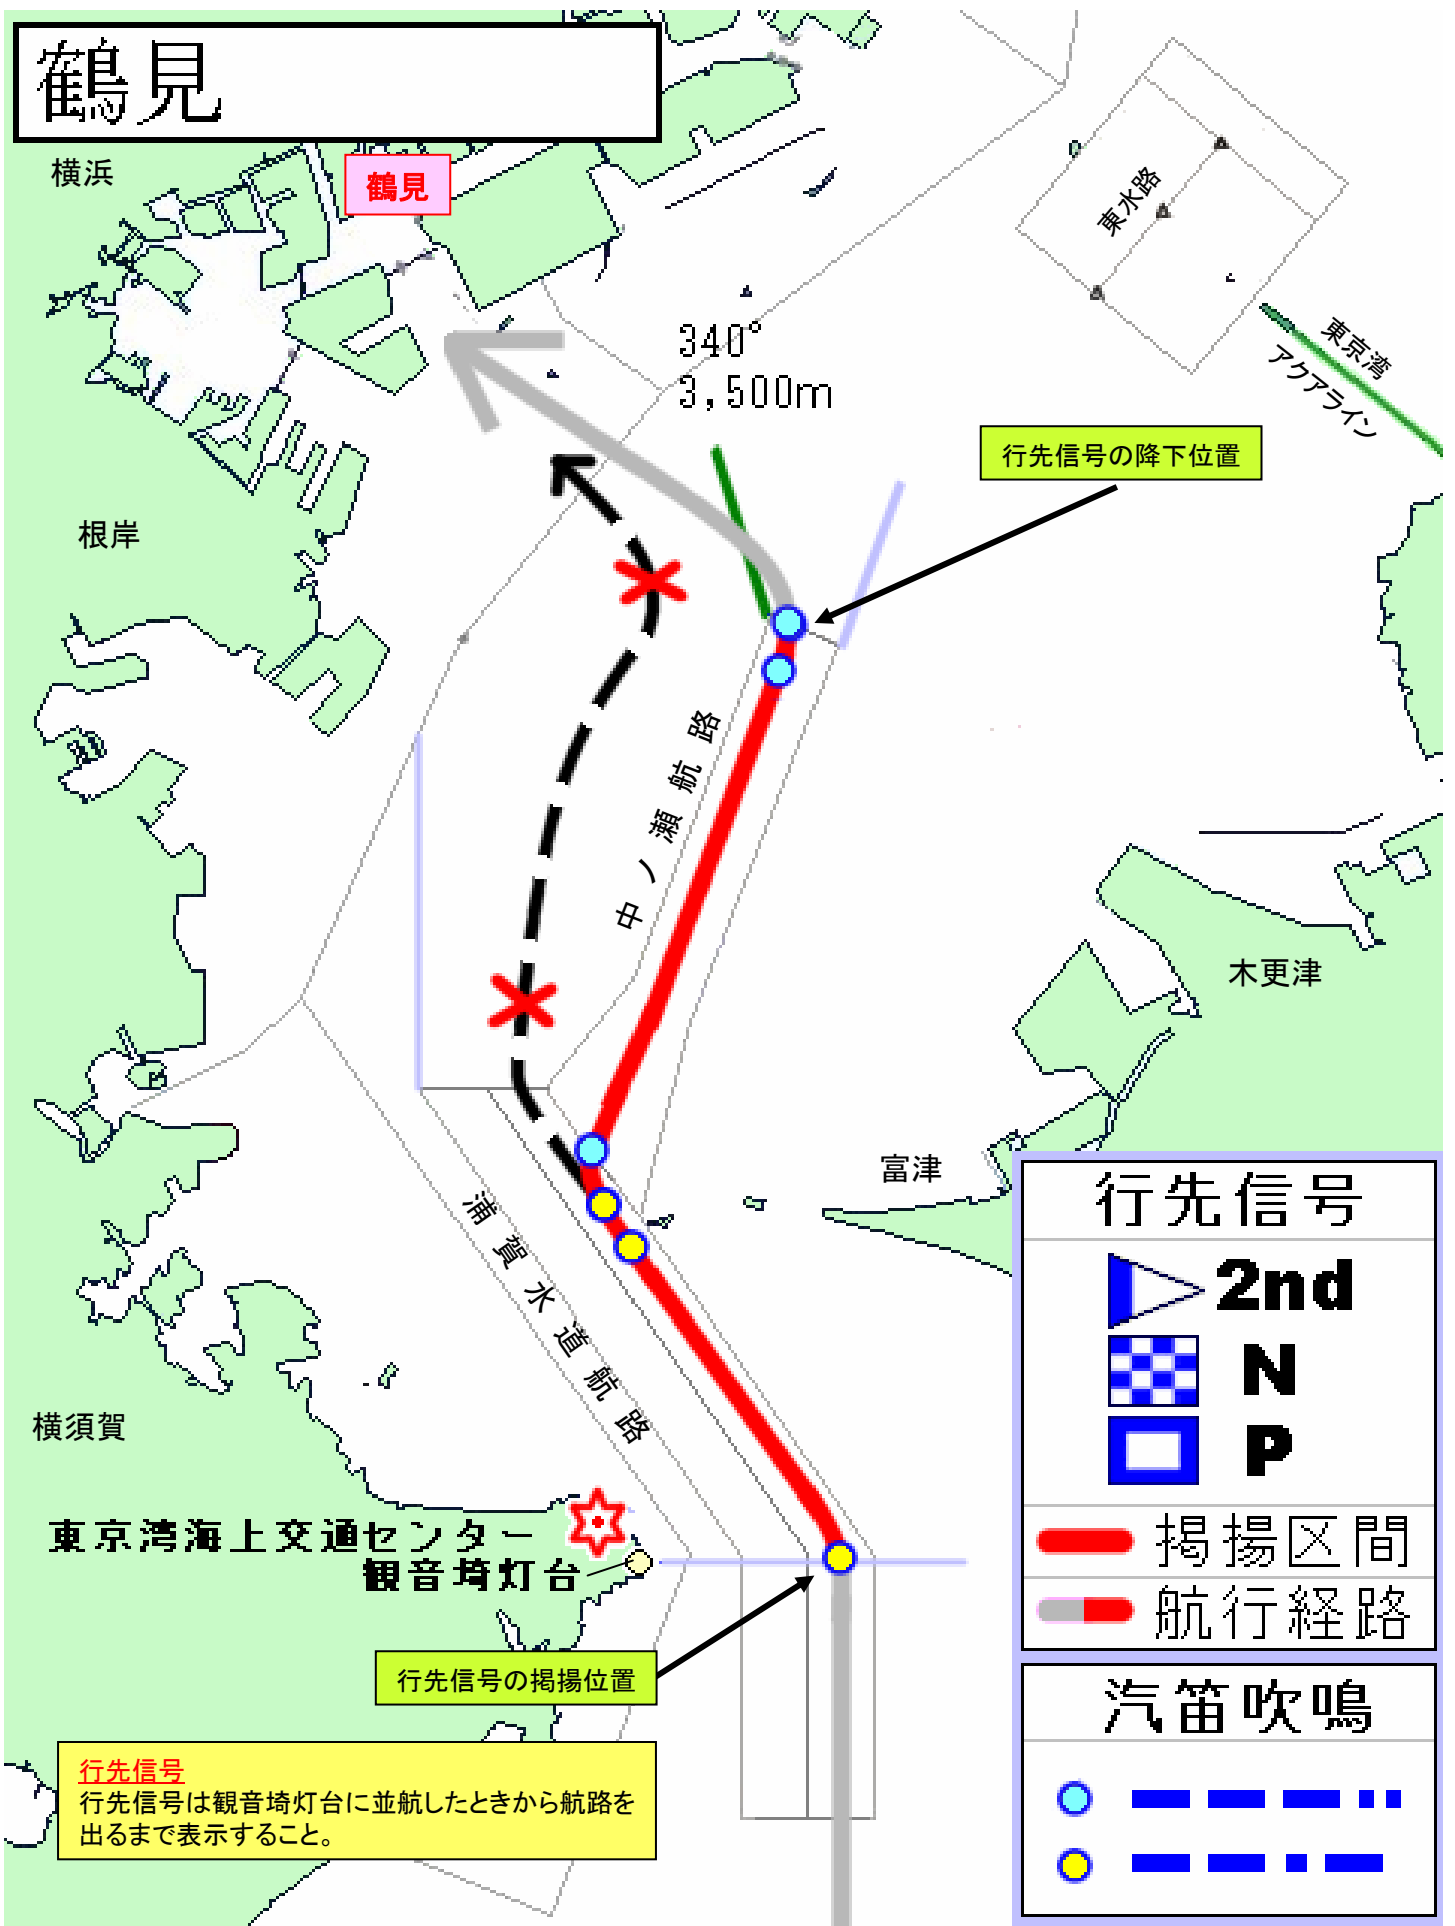 鶴見
横浜
鶴見
東水路
340°
3,500m
東京湾
アクアライン
行先信号の降下位置
根岸
中ノ瀬航路
木更津
富津
浦賀水道航路
横須賀
東京湾海上交通センター
観音埼灯台
行先信号の掲揚位置
行先信号
行先信号は観音埼灯台に並航したときから航路を
出るまで表示すること。
行先信号
2nd
N
P
掲揚区間
航行経路
汽笛吹鳴